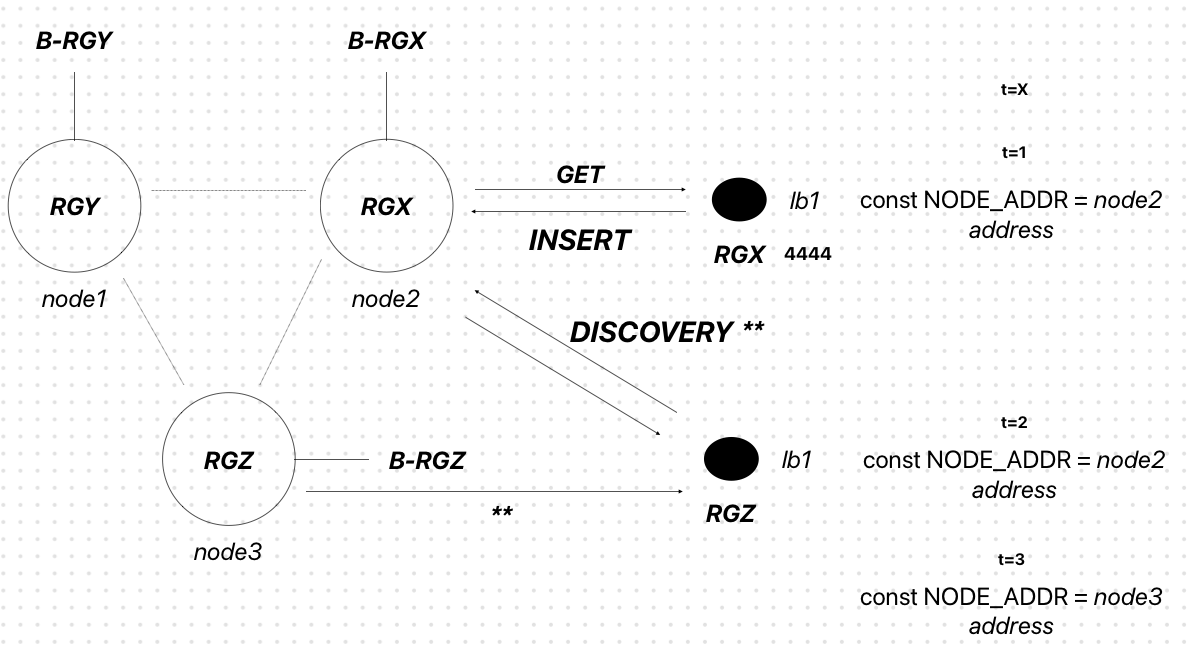 B-RGY
B-RGX
t=X
t=1
GET
RGY
RGX
lb1
const NODE_ADDR = node2
address
INSERT
RGX 4444
node1
node2
DISCOVERY **
t=2
RGZ
B-RGZ
lb1
const NODE_ADDR = node2
address
**
RGZ
node3
t=3
const NODE_ADDR = node3
address